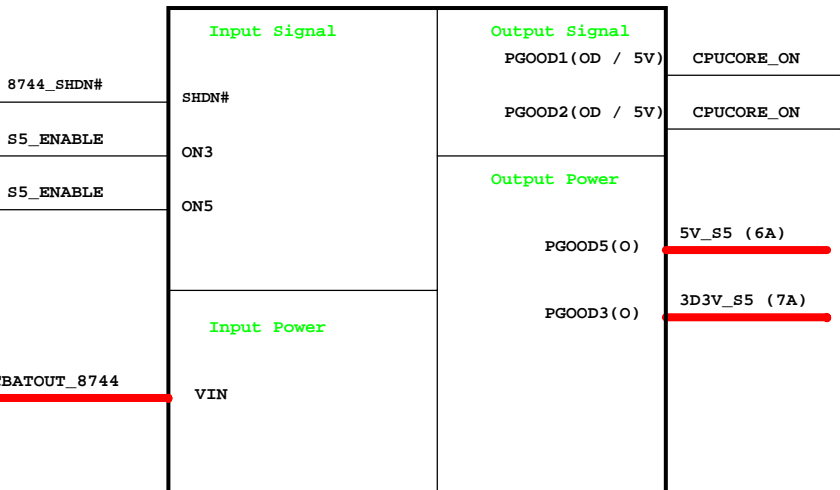 Input Signal
Output Signal
PGOOD1(OD / 5V)
CPUCORE_ON
8744_SHDN#
SHDN#
PGOOD2(OD / 5V)
CPUCORE_ON
S5_ENABLE
ON3
Output Power
S5_ENABLE
ON5
5V_S5 (6A)
PGOOD5(O)
3D3V_S5 (7A)
PGOOD3(O)
Input Power
BATOUT_8744
VIN